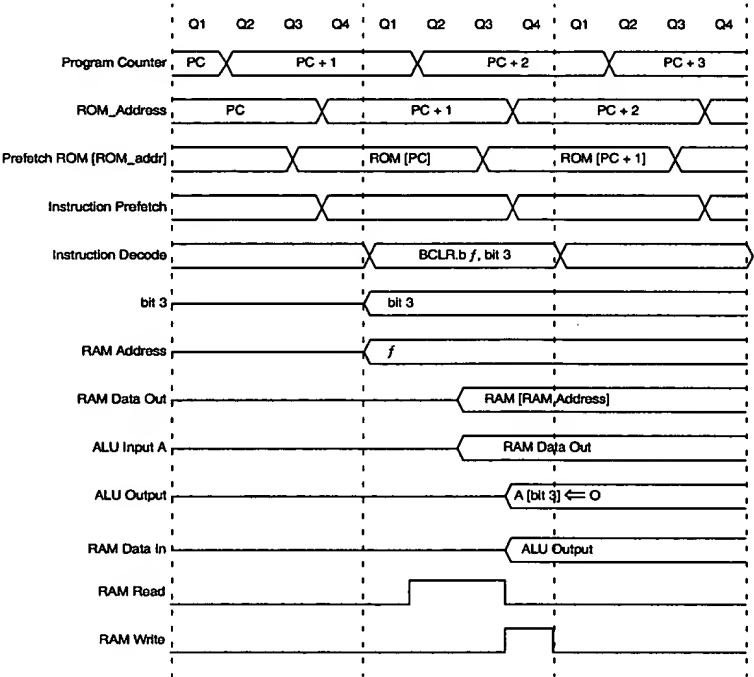 Q1 Q2 Q3 Q4 Q1 Q2 Q3 Q4 Q1 Q2 Q3 Q4
Program Counter PC PC + 1 PC + 2 PC + 3
ROM_Address PC PC + 1 PC + 2
Prefetch ROM [ROM_addr] ROM [PC] ROM [PC + 1]
Instruction Prefetch
Instruction Decode BCLR.b f, bit 3
bit 3 bit 3
RAM Address f
RAM Data Out RAM [RAM Address]
ALU Input A RAM Data Out
ALU Output A [bit 3] ⇐ O
RAM Data In ALU Output
RAM Read
RAM Write